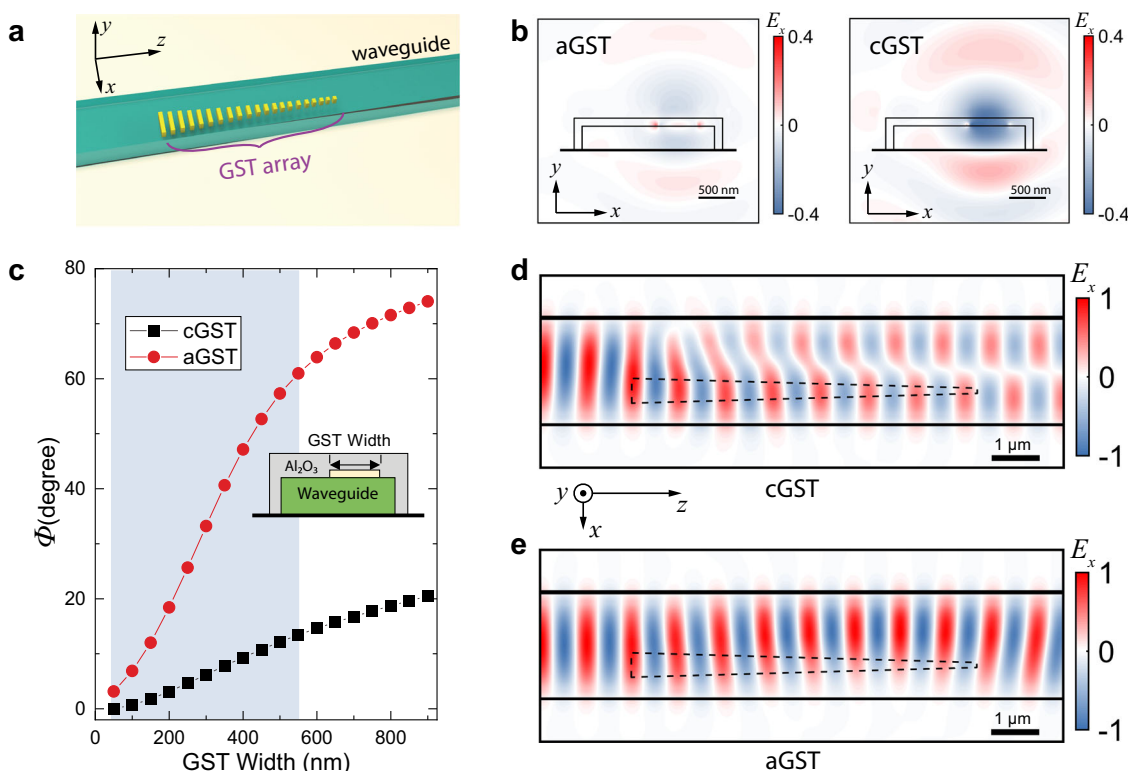 a
y
z
x
waveguide
GST array
b
aGST
y
x
500 nm
Eₓ
0.4
0
-0.4
cGST
y
x
500 nm
Eₓ
0.4
0
-0.4
c
Φ(degree)
80
60
40
20
0
cGST
aGST
GST Width
Al₂O₃
Waveguide
0
200
400
600
800
GST Width (nm)
d
1 μm
Eₓ
1
0
-1
cGST
y
z
x
e
1 μm
Eₓ
1
0
-1
aGST